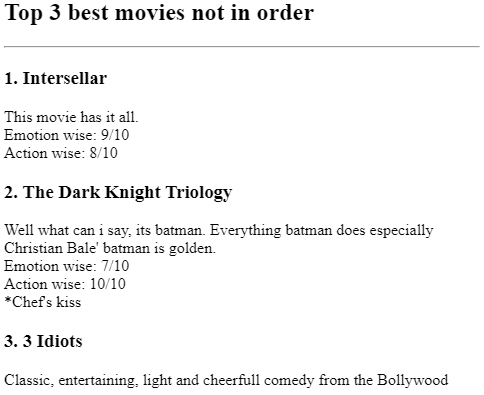 Top 3 best movies not in order
1. Intersellar
This movie has it all.
Emotion wise: 9/10
Action wise: 8/10
2. The Dark Knight Triology
Well what can i say, its batman. Everything batman does especially
Christian Bale' batman is golden.
Emotion wise: 7/10
Action wise: 10/10
*Chef's kiss
3. 3 Idiots
Classic, entertaining, light and cheerfull comedy from the Bollywood